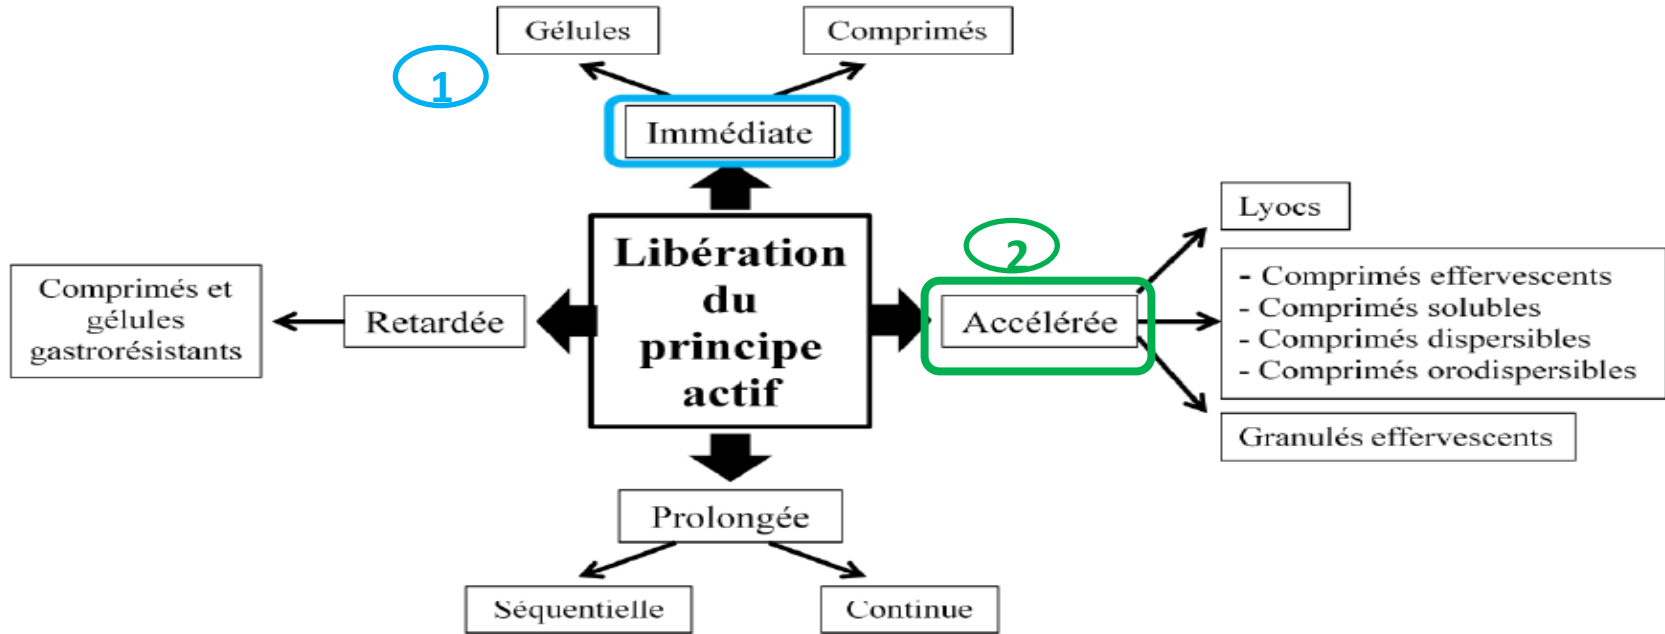 Gélules
Comprimés
1
Immédiate
Lyocs
2
Libération
du
principe
actif
Accélérée
- Comprimés effervescents
- Comprimés solubles
- Comprimés dispersibles
- Comprimés orodispersibles
Granulés effervescents
Retardée
Comprimés et
gélules
gastrorésistants
Prolongée
Séquentielle
Continue